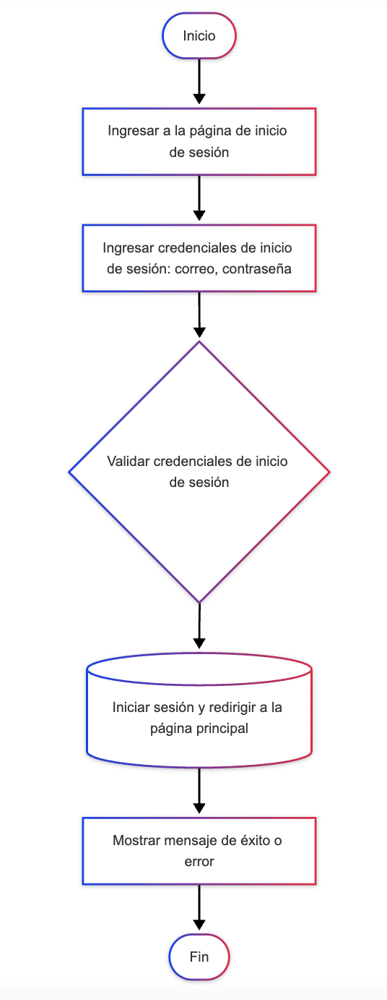 Inicio
Ingresar a la página de inicio
de sesión
Ingresar credenciales de inicio
de sesión: correo, contraseña
Validar credenciales de inicio
de sesión
Iniciar sesión y redirigir a la
página principal
Mostrar mensaje de éxito o
error
Fin